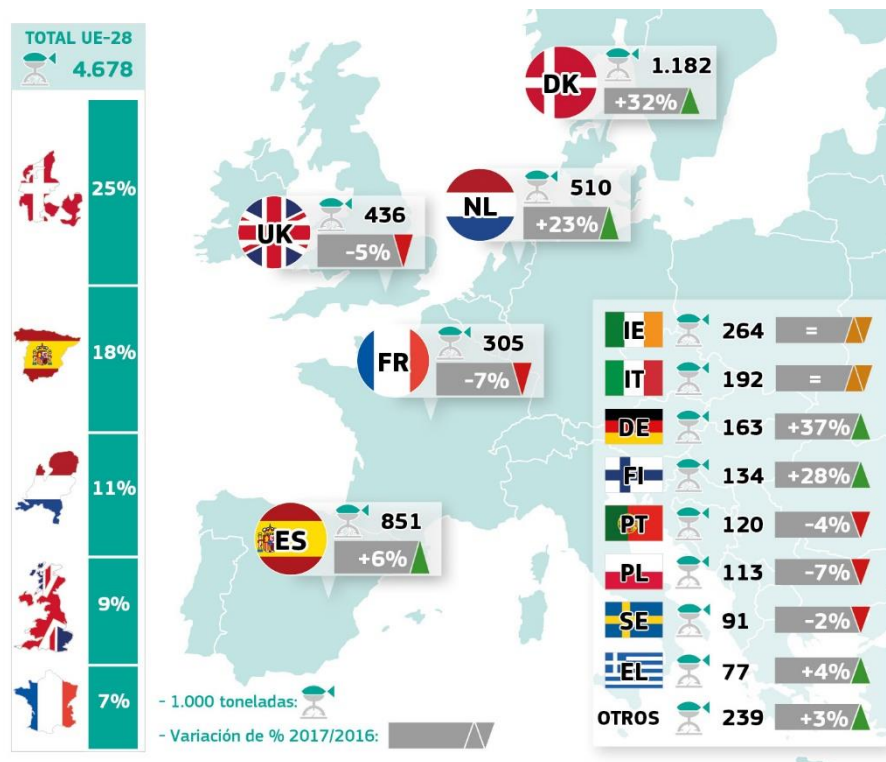 TOTAL UE-28
4.678
25%
18%
11%
9%
7%
DK
1.182
+32%
NL
510
+23%
UK
436
-5%
FR
305
-7%
ES
851
+6%
IE 264 =
IT 192 =
DE 163 +37%
FI 134 +28%
PT 120 -4%
PL 113 -7%
SE 91 -2%
EL 77 +4%
OTROS 239 +3%
- 1.000 toneladas:
- Variación de % 2017/2016: